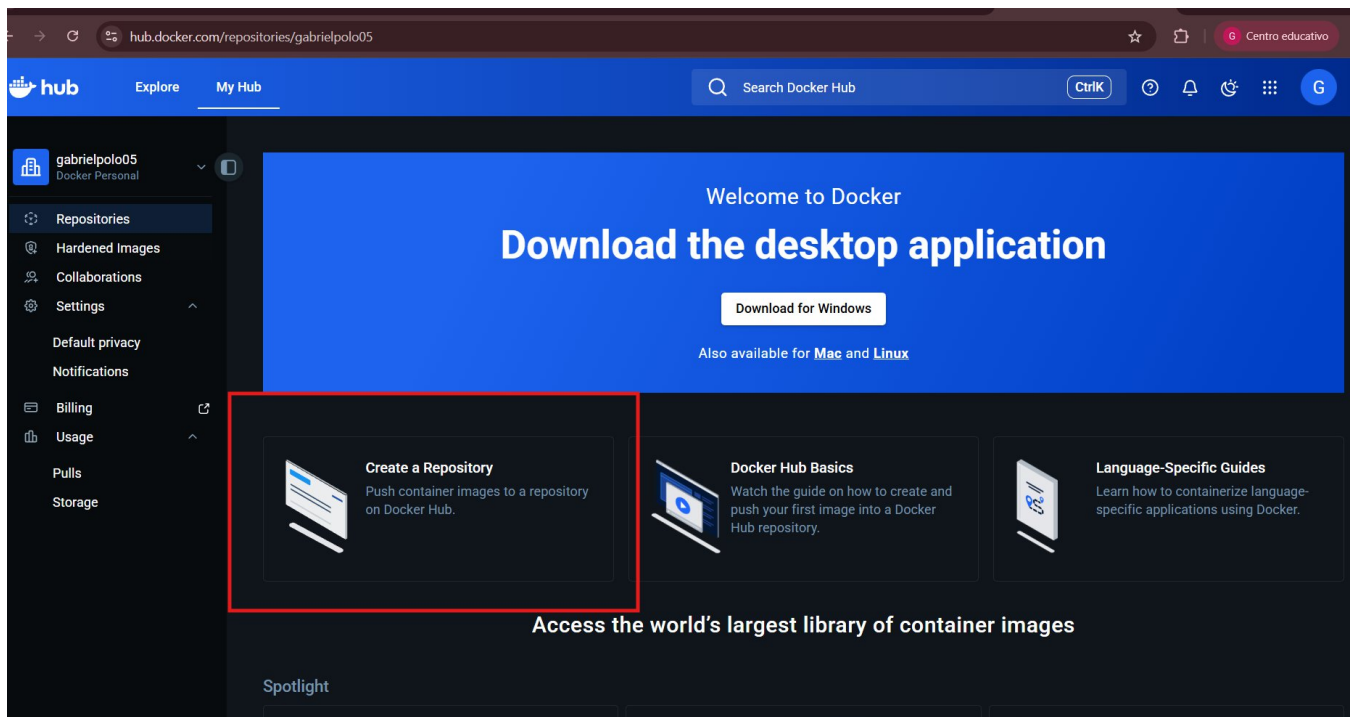 hub.docker.com/repositories/gabrielpolo05
G Centro educativo
hub
Explore
My Hub
Search Docker Hub
CtrlK
G
gabrielpolo05
Docker Personal
Repositories
Hardened Images
Collaborations
Settings
Default privacy
Notifications
Billing
Usage
Pulls
Storage
Welcome to Docker
Download the desktop application
Download for Windows
Also available for Mac and Linux
Create a Repository
Push container images to a repository
on Docker Hub.
Docker Hub Basics
Watch the guide on how to create and
push your first image into a Docker
Hub repository.
Language-Specific Guides
Learn how to containerize language-
specific applications using Docker.
Access the world's largest library of container images
Spotlight